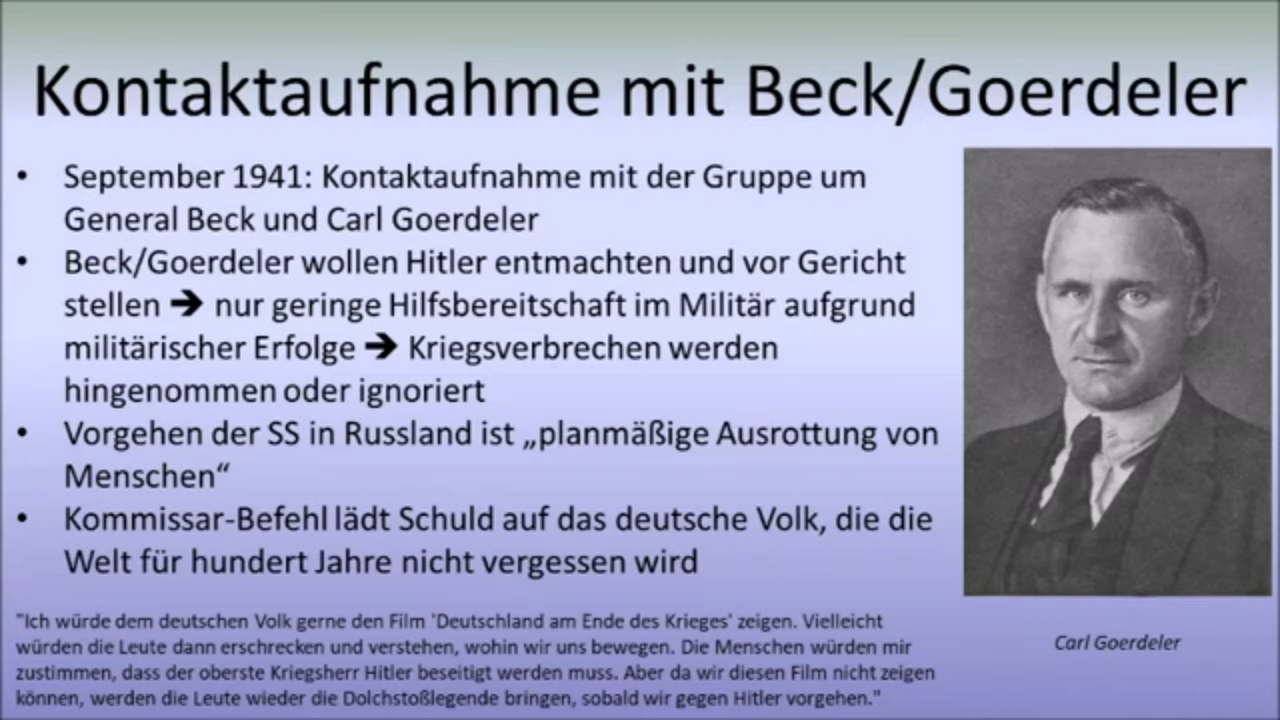 Kontaktaufnahme mit Beck/Goerdeler
• September 1941: Kontaktaufnahme mit der Gruppe um
General Beck und Carl Goerdeler
• Beck/Goerdeler wollen Hitler entmachten und vor Gericht
stellen 🡺 nur geringe Hilfsbereitschaft im Militär aufgrund
militärischer Erfolge 🡺 Kriegsverbrechen werden
hingenommen oder ignoriert
• Vorgehen der SS in Russland ist „planmäßige Ausrottung von
Menschen“
• Kommissar-Befehl lädt Schuld auf das deutsche Volk, die die
Welt für hundert Jahre nicht vergessen wird
"Ich würde dem deutschen Volk gerne den Film 'Deutschland am Ende des Krieges' zeigen. Vielleicht
würden die Leute dann erschrecken und verstehen, wohin wir uns bewegen. Die Menschen würden mir
zustimmen, dass der oberste Kriegsherr Hitler beseitigt werden muss. Aber da wir diesen Film nicht zeigen
können, werden die Leute wieder die Dolchstoßlegende bringen, sobald wir gegen Hitler vorgehen."
Carl Goerdeler